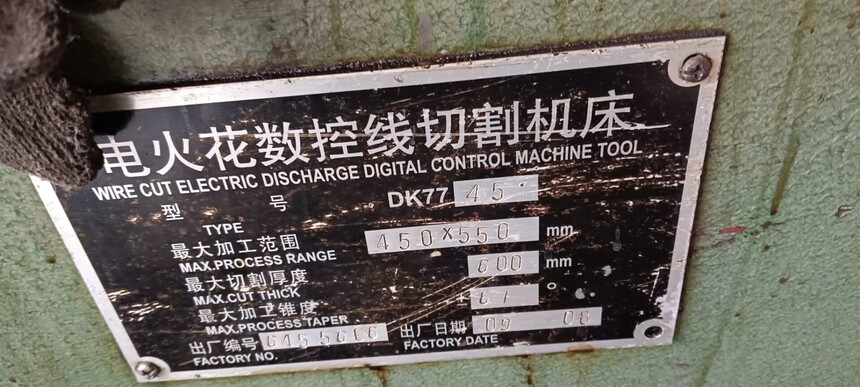 电火花数控线切割机床
WIRE CUT ELECTRIC DISCHARGE DIGITAL CONTROL MACHINE TOOL
型 号 DK77 45
TYPE
最大加工范围 450×550 mm
MAX.PROCESS RANGE
最大切割厚度 600 mm
MAX.CUT THICK
最大加工锥度 °
MAX.PROCESS TAPER
出厂编号 出厂日期
FACTORY NO. FACTORY DATE